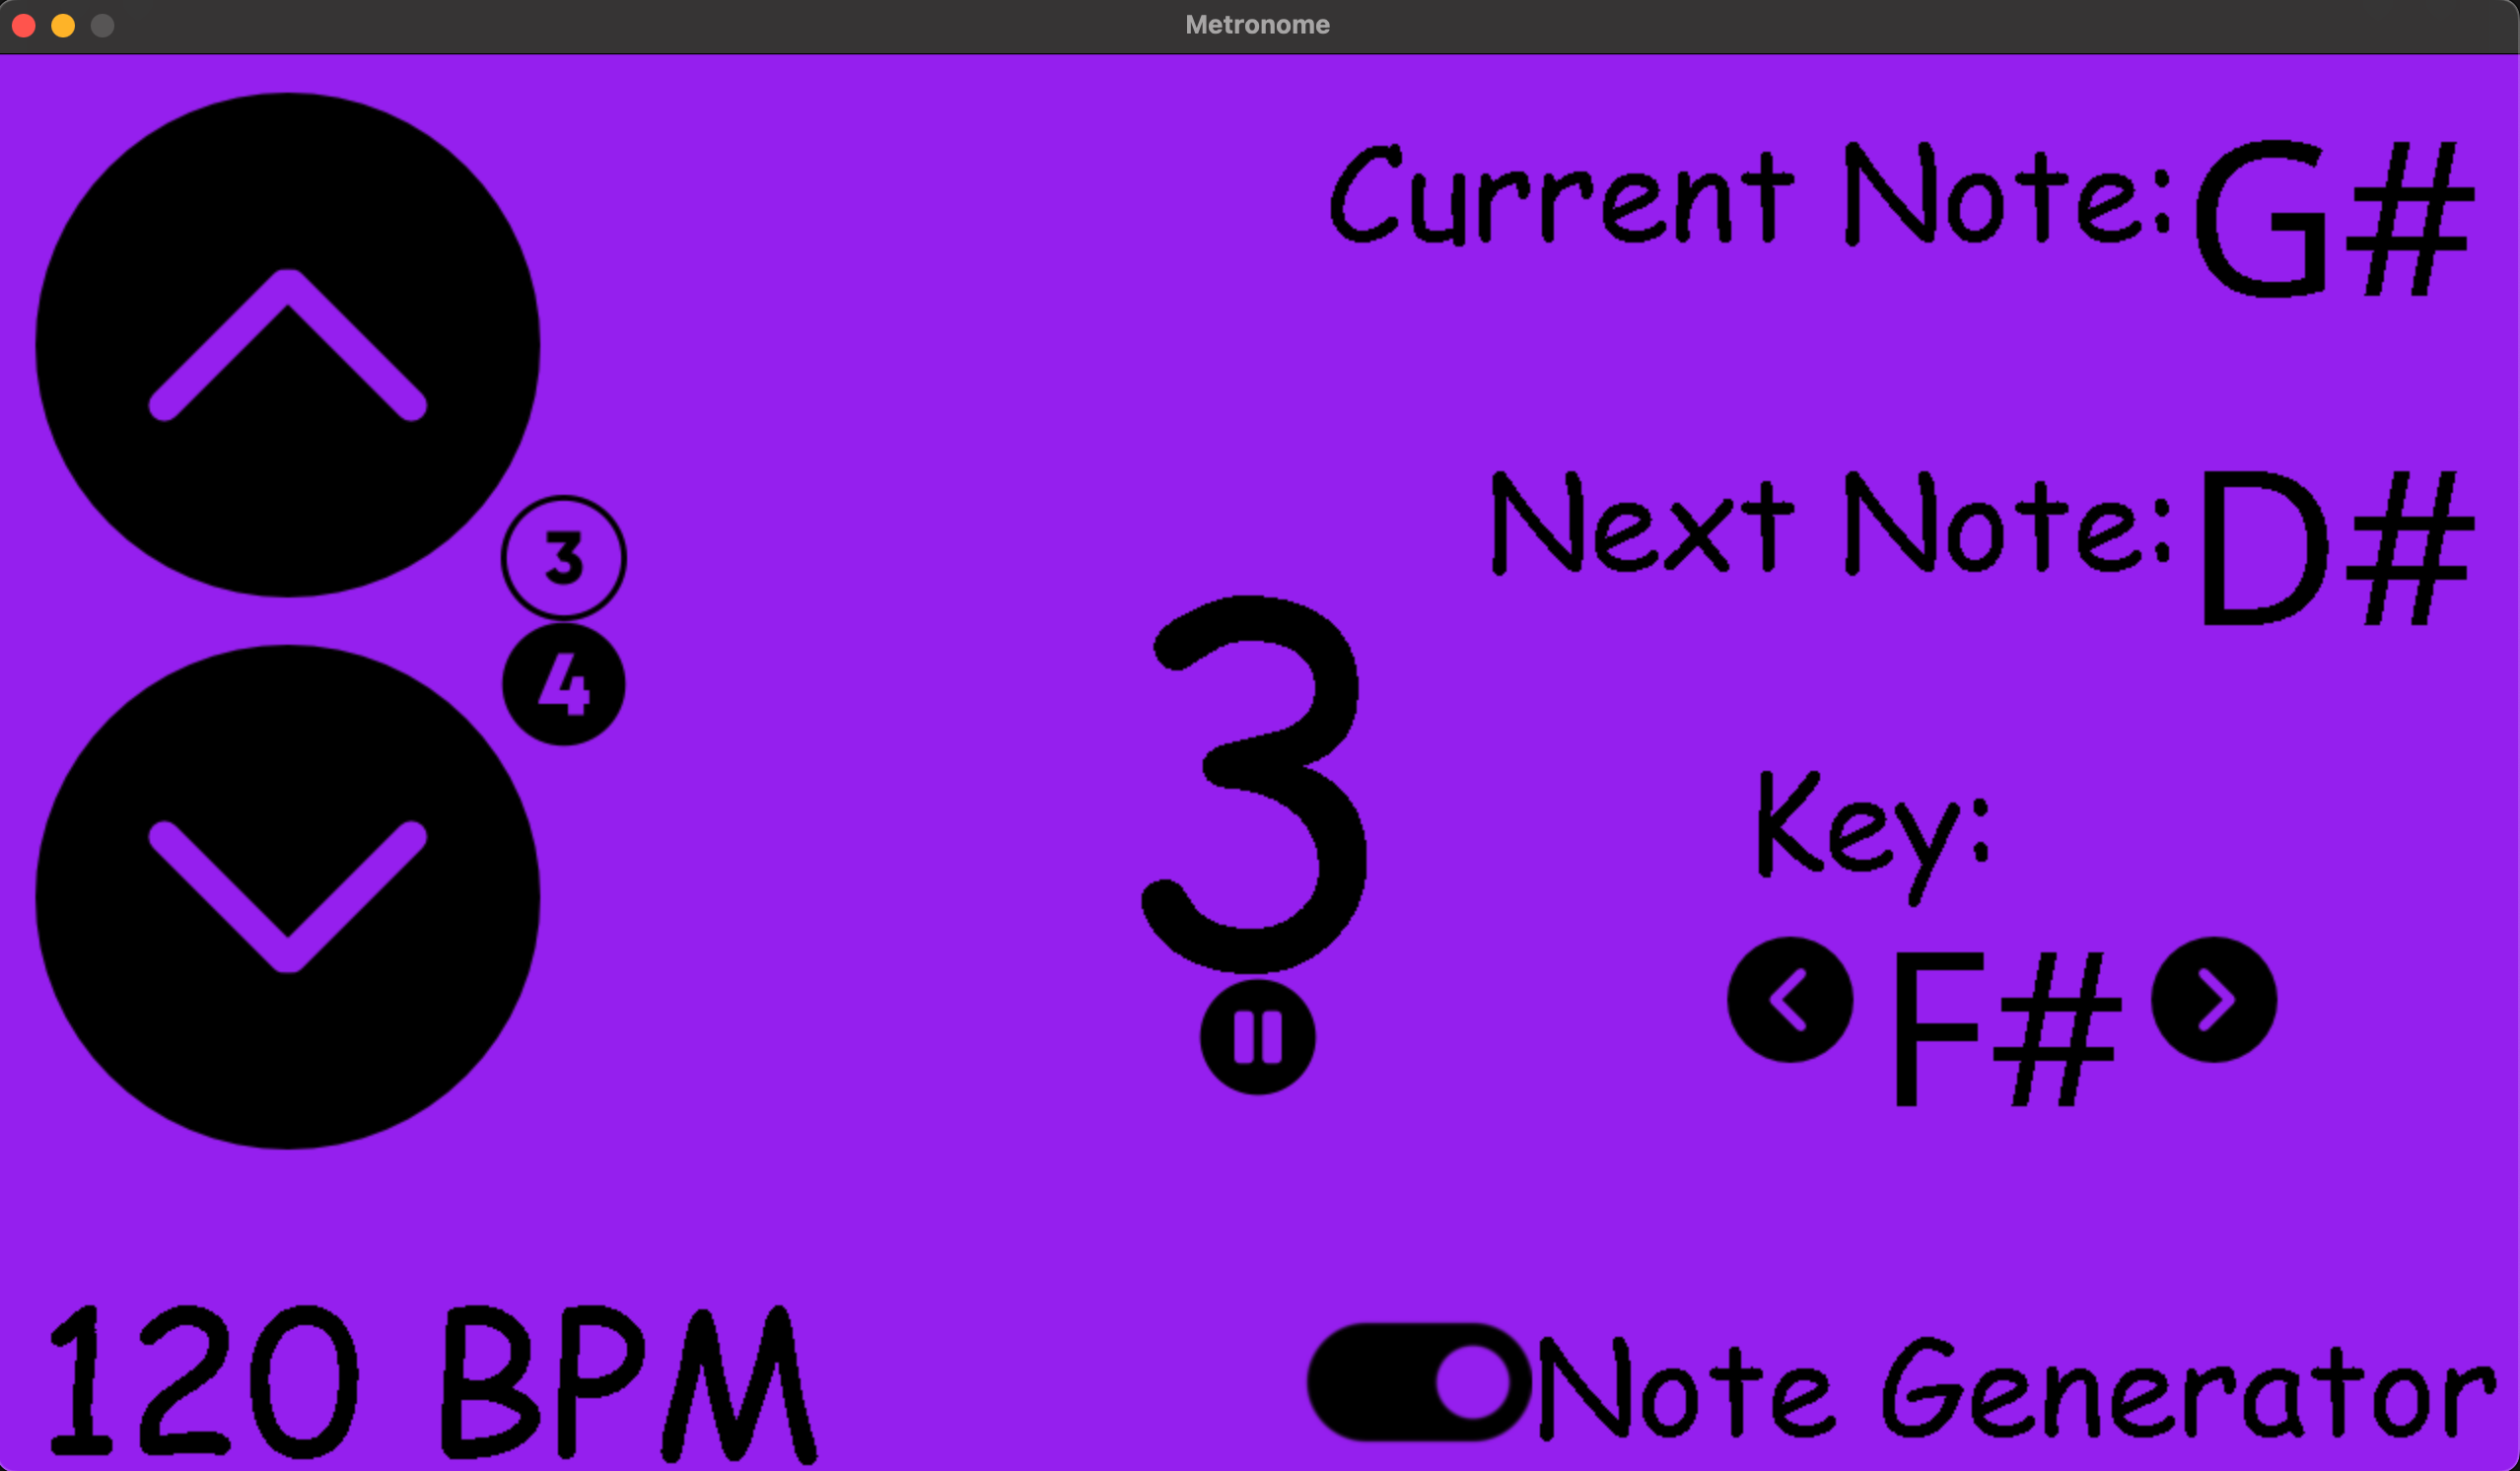 Metronome
Current Note: G#
3
4
Next Note: D#
3
Key:
F#
120 BPM
Note Generator